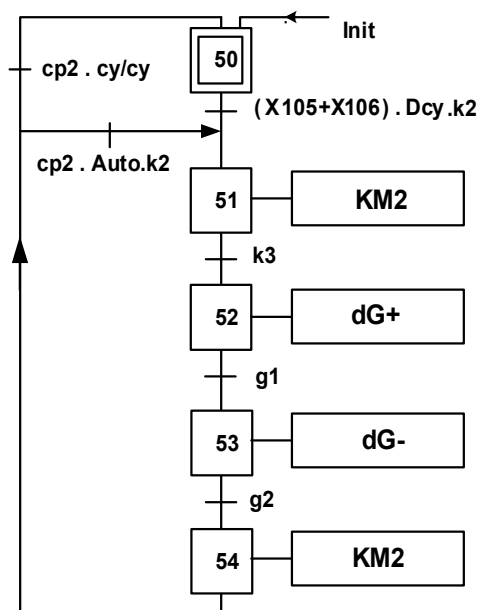 Init
50
cp2 . cy/cy
(X105+X106) . Dcy.k2
cp2 . Auto.k2
51
KM2
k3
52
dG+
g1
53
dG-
g2
54
KM2